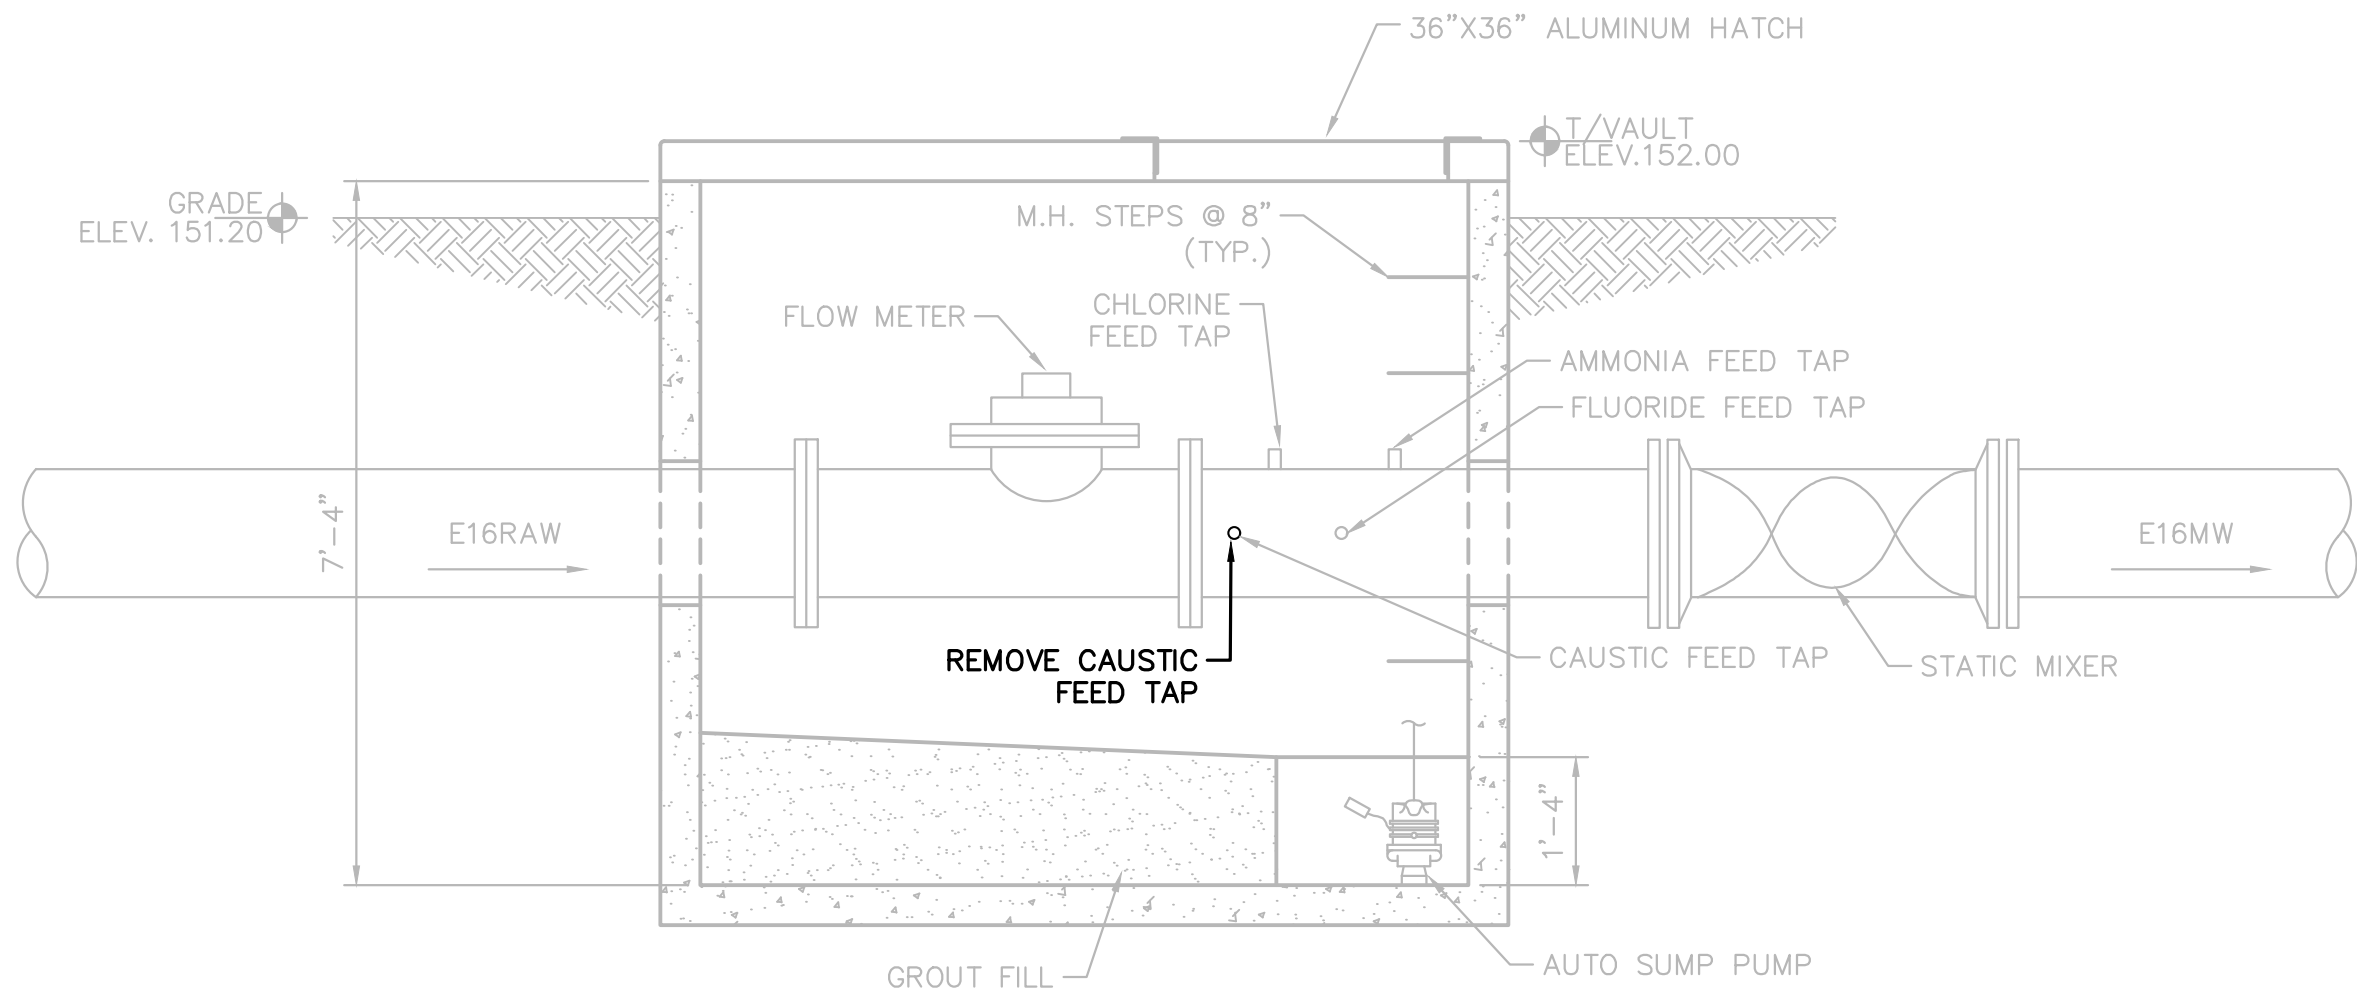 36”X36” ALUMINUM HATCH
T/VAULT
ELEV.152.00
GRADE
ELEV. 151.20
M.H. STEPS @ 8”
(TYP.)
FLOW METER
CHLORINE
FEED TAP
AMMONIA FEED TAP
FLUORIDE FEED TAP
7’-4”
E16RAW
E16MW
REMOVE CAUSTIC
FEED TAP
CAUSTIC FEED TAP
STATIC MIXER
1’-4”
GROUT FILL
AUTO SUMP PUMP